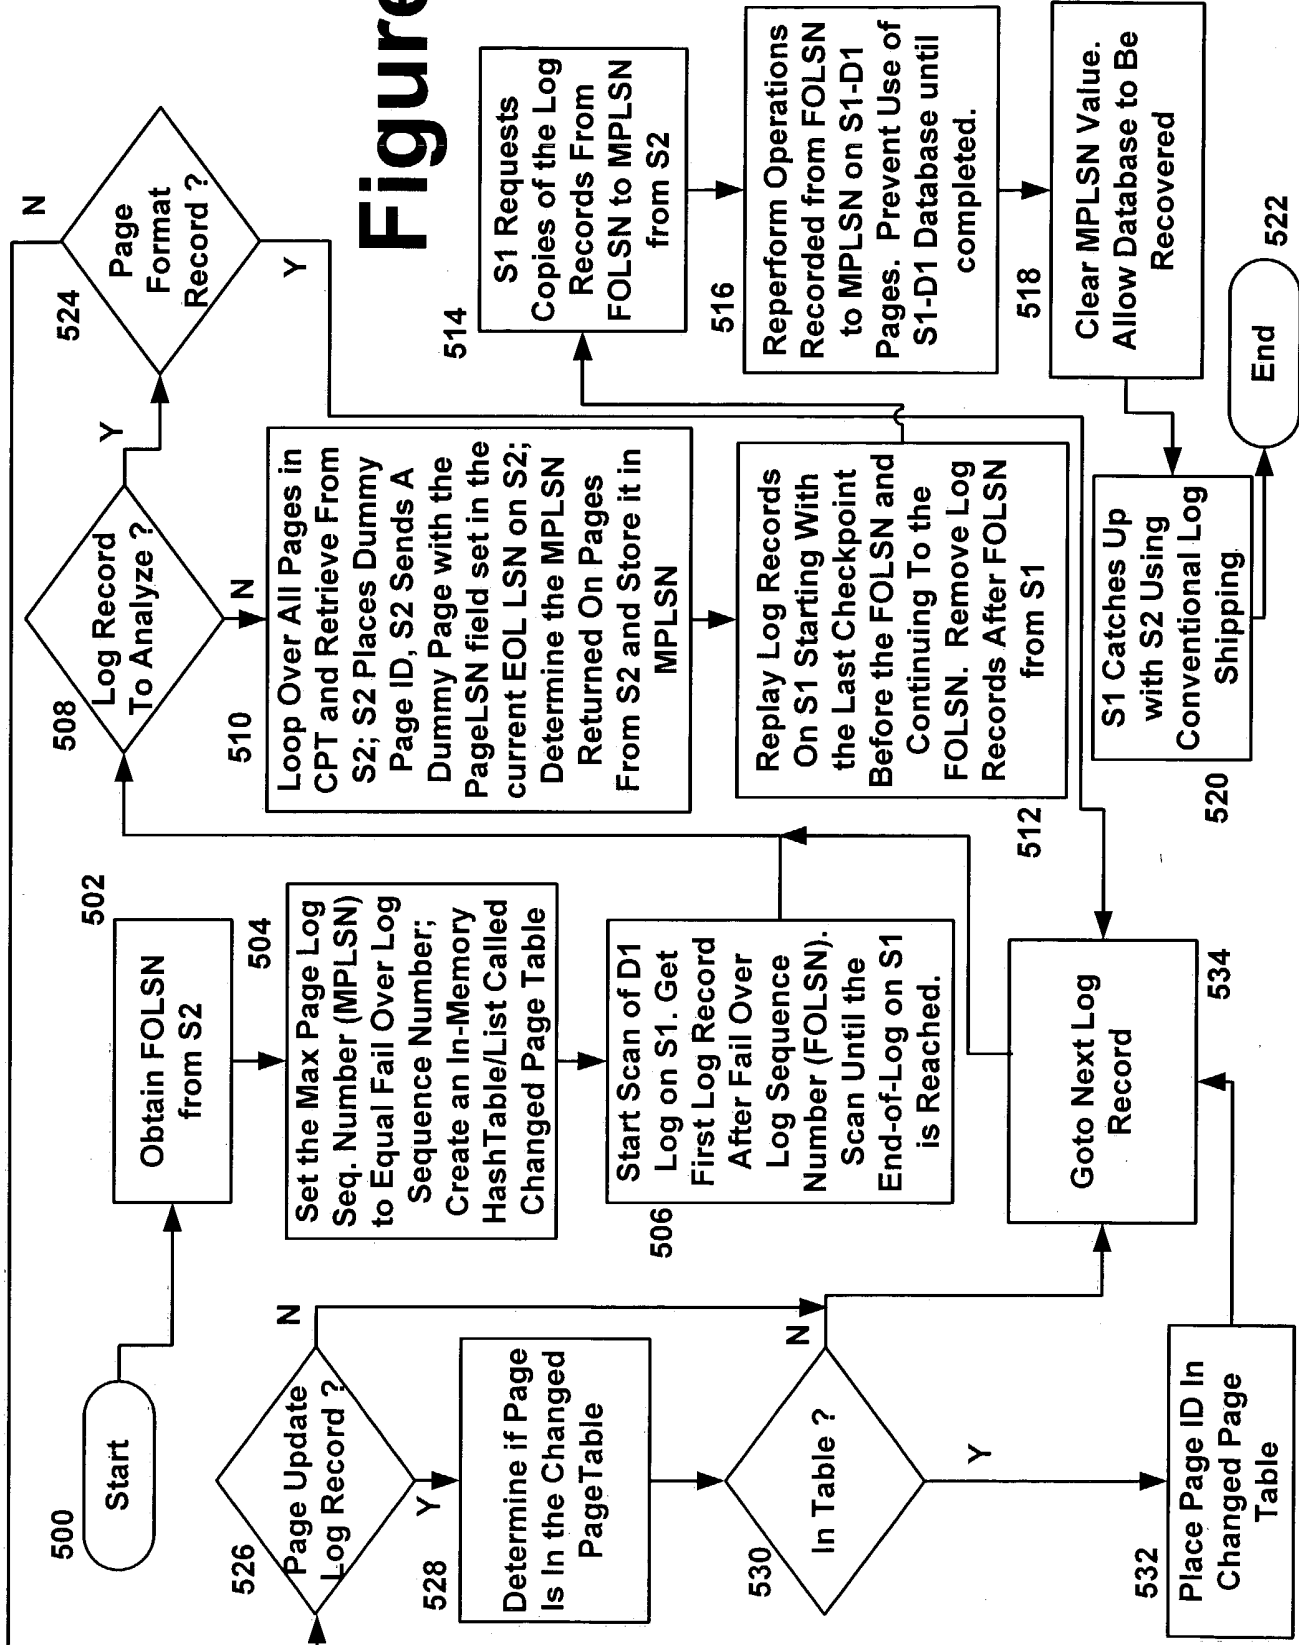 Figure
500
Start
502
Obtain FOLSN
from S2
504
Set the Max Page Log
Seq. Number (MPLSN)
to Equal Fail Over Log
Sequence Number;
Create an In-Memory
HashTable/List Called
Changed Page Table
506
Start Scan of D1
Log on S1. Get
First Log Record
After Fail Over
Log Sequence
Number (FOLSN).
Scan Until the
End-of-Log on S1
is Reached.
508
Log Record
To Analyze ?
Y
N
510
Loop Over All Pages in
CPT and Retrieve From
S2; S2 Places Dummy
Page ID, S2 Sends A
Dummy Page with the
PageLSN field set in the
current EOL LSN on S2;
Determine the MPLSN
Returned On Pages
From S2 and Store it in
MPLSN
512
Replay Log Records
On S1 Starting With
the Last Checkpoint
Before the FOLSN and
Continuing To the
FOLSN. Remove Log
Records After FOLSN
from S1
514
S1 Requests
Copies of the Log
Records From
FOLSN to MPLSN
from S2
516
Reperform Operations
Recorded from FOLSN
to MPLSN on S1-D1
Pages. Prevent Use of
S1-D1 Database until
completed.
518
Clear MPLSN Value.
Allow Database to Be
Recovered
520
S1 Catches Up
with S2 Using
Conventional Log
Shipping
522
End
524
Page
Format
Record ?
N
Y
526
Page Update
Log Record ?
N
Y
528
Determine if Page
Is In the Changed
PageTable
530
In Table ?
N
Y
532
Place Page ID In
Changed Page
Table
534
Goto Next Log
Record